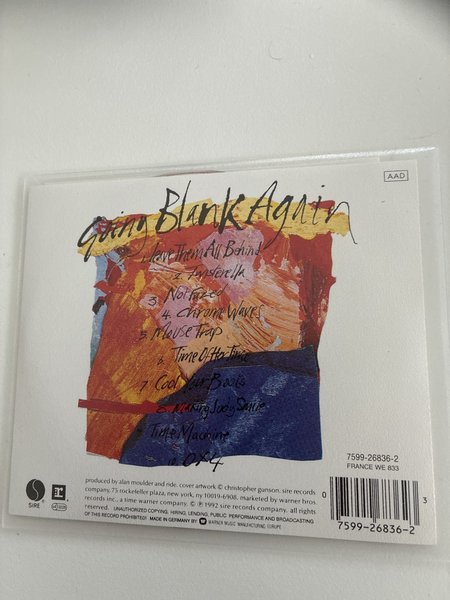 AAD
Going Blank Again
1. Leave Them All Behind
2. Twisterella
3 Not Fazed
4. Chrome Waves
5 Mouse Trap
6. Time Of Her Time
7. Cool Your Boots
8. Making Judy Smile
9 Time Machine
10. OX4
7599-26836-2
FRANCE WE 833
produced by alan moulder and ride. cover artwork © christopher gunson. sire records
company, 75 rockefeller plaza, new york, ny 10019-6908. marketed by warner bros.
records inc., a time warner company. © ℗ 1992 sire records company. all rights
reserved. UNAUTHORIZED COPYING, HIRING, LENDING, PUBLIC PERFORMANCE AND BROADCASTING
OF THIS RECORD PROHIBITED! MADE IN GERMANY BY WARNER MUSIC MANUFACTURING EUROPE
SIRE
0
3
7599-26836-2